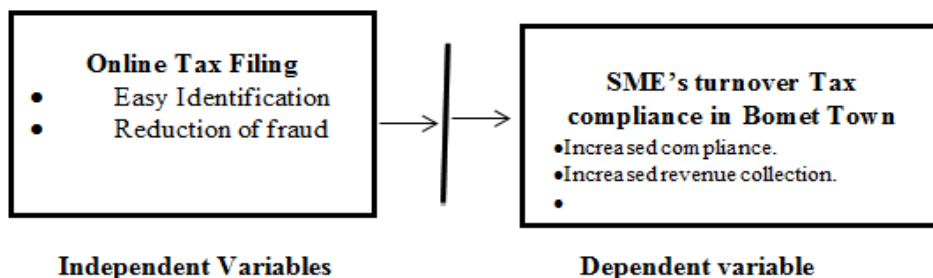 Online Tax Filing
• Easy Identification
• Reduction of fraud
SME's turnover Tax
compliance in Bomet Town
•Increased compliance.
•Increased revenue collection.
•
Independent Variables
Dependent variable